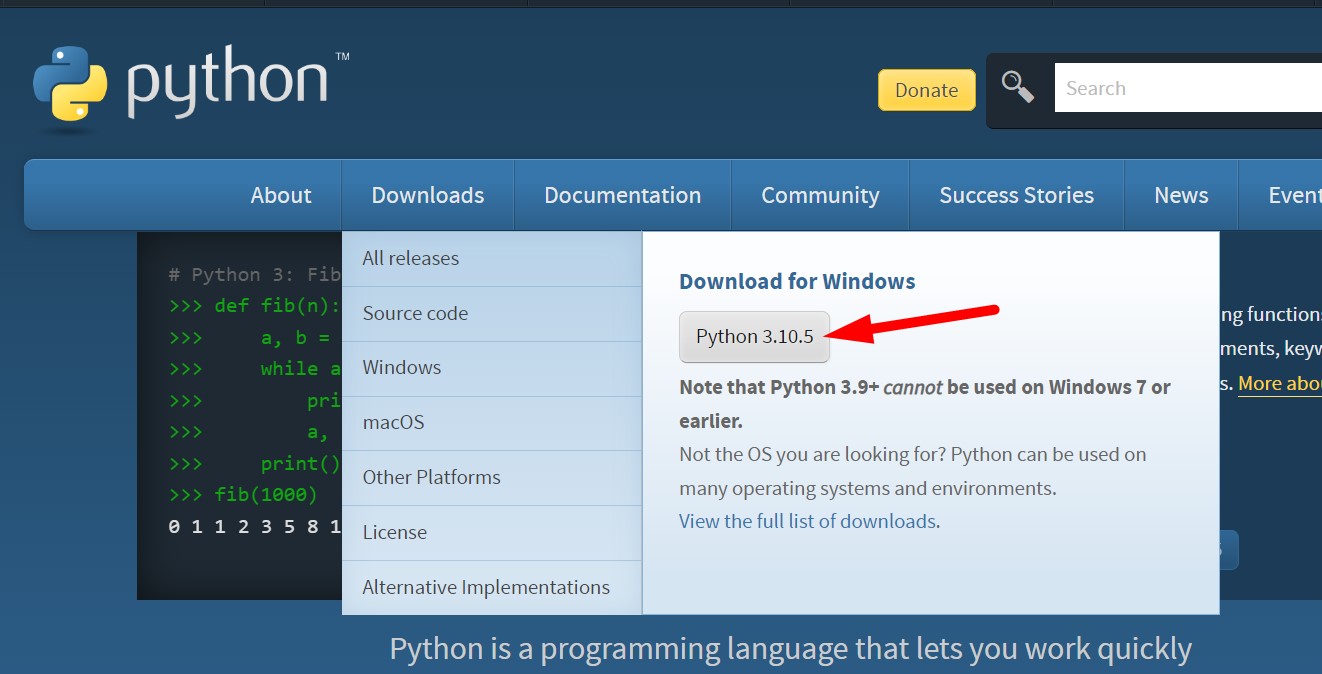 python™
Donate
Search
About
Downloads
Documentation
Community
Success Stories
News
Event
All releases
Source code
Windows
macOS
Other Platforms
License
Alternative Implementations
Download for Windows
Python 3.10.5
Note that Python 3.9+ cannot be used on Windows 7 or
earlier.
Not the OS you are looking for? Python can be used on
many operating systems and environments.
View the full list of downloads.
# Python 3: Fib
>>> def fib(n):
>>> a, b =
>>> while a
>>> pri
>>> a,
>>> print()
>>> fib(1000)
0 1 1 2 3 5 8 1
ng function
ments, keyw
s. More abou
Python is a programming language that lets you work quickly